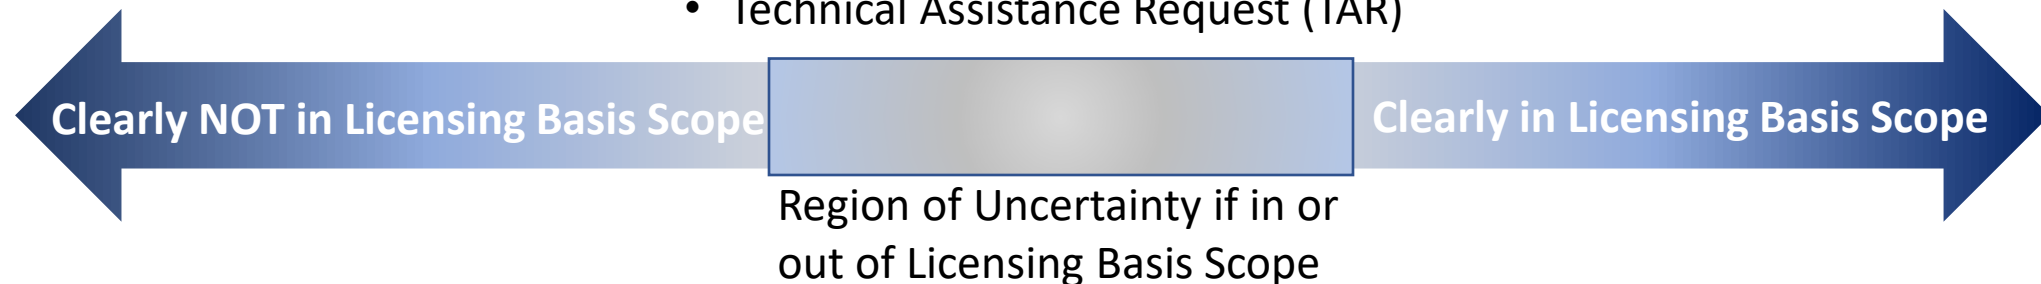 • Technical Assistance Request (TAR)
Clearly NOT in Licensing Basis Scope
Clearly in Licensing Basis Scope
Region of Uncertainty if in or
out of Licensing Basis Scope